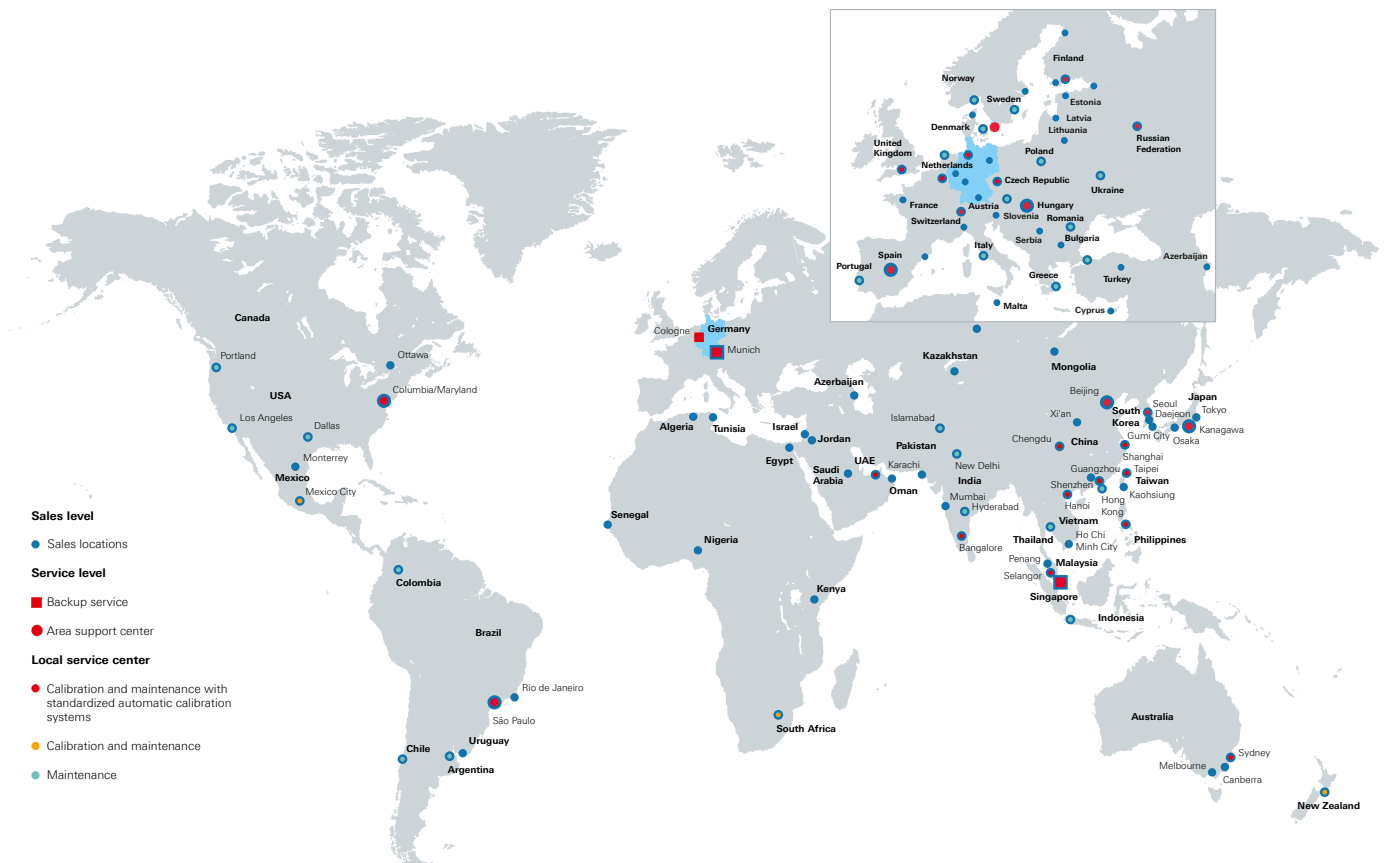 Finland
Norway
Sweden
Estonia
Latvia
Lithuania
Denmark
Russian
Federation
United
Kingdom
Poland
Netherlands
Czech Republic
Ukraine
France
Austria
Hungary
Switzerland
Slovenia
Romania
Serbia
Bulgaria
Italy
Portugal
Spain
Azerbaijan
Greece
Turkey
Malta
Cyprus
Canada
Portland
Ottawa
USA
Columbia/Maryland
Los Angeles
Dallas
Monterrey
Mexico
Mexico City
Cologne
Germany
Munich
Kazakhstan
Mongolia
Azerbaijan
Beijing
Japan
South
Korea
Seoul
Daejeon
Tokyo
Xi'an
Gumi City
Kanagawa
Osaka
Algeria
Tunisia
Israel
Jordan
Egypt
Islamabad
Pakistan
Chengdu
China
Shanghai
New Delhi
India
Saudi
Arabia
UAE
Karachi
Oman
Guangzhou
Taipei
Taiwan
Shenzhen
Kaohsiung
Hanoi
Hong
Kong
Mumbai
Hyderabad
Bangalore
Senegal
Nigeria
Kenya
Vietnam
Thailand
Ho Chi
Minh City
Philippines
Penang
Malaysia
Selangor
Singapore
Indonesia
Colombia
Brazil
Rio de Janeiro
São Paulo
Chile
Uruguay
Argentina
South Africa
Australia
Sydney
Melbourne
Canberra
New Zealand
Sales level
Sales locations
Service level
Backup service
Area support center
Local service center
Calibration and maintenance with
standardized automatic calibration
systems
Calibration and maintenance
Maintenance